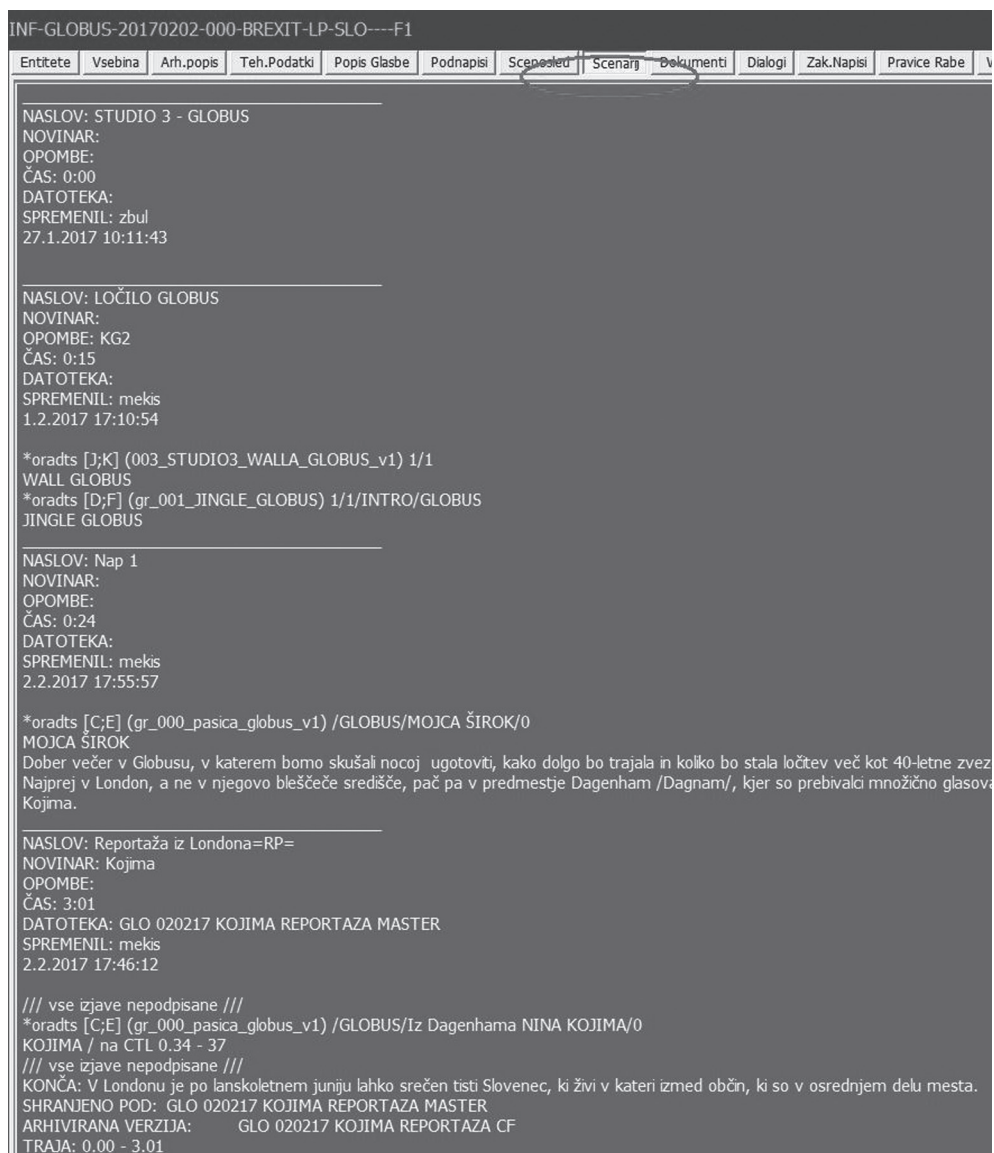 INF-GLOBUS-20170202-000-BREXIT-LP-SLO----F1
Entitete Vsebina Arh.popis Teh.Podatki Popis Glasbe Podnapisi Sceposled Scenarij Dokumenti Dialogi Zak.Napisi Pravice Rabe
NASLOV: STUDIO 3 - GLOBUS
NOVINAR:
OPOMBE:
ČAS: 0:00
DATOTEKA:
SPREMENIL: zbul
27.1.2017 10:11:43
NASLOV: LOČILO GLOBUS
NOVINAR:
OPOMBE: KG2
ČAS: 0:15
DATOTEKA:
SPREMENIL: mekis
1.2.2017 17:10:54
*oradts [J;K] (003_STUDIO3_WALLA_GLOBUS_v1) 1/1
WALL GLOBUS
*oradts [D;F] (gr_001_JINGLE_GLOBUS) 1/1/INTRO/GLOBUS
JINGLE GLOBUS
NASLOV: Nap 1
NOVINAR:
OPOMBE:
ČAS: 0:24
DATOTEKA:
SPREMENIL: mekis
2.2.2017 17:55:57
*oradts [C;E] (gr_000_pasica_globus_v1) /GLOBUS/MOJCA ŠIROK/0
MOJCA ŠIROK
Dober večer v Globusu, v katerem bomo skušali nocoj ugotoviti, kako dolgo bo trajala in koliko bo stala ločitev več kot 40-letne zvez
Najprej v London, a ne v njegovo bleščeče središče, pač pa v predmestje Dagenham /Dagnam/, kjer so prebivalci množično glasova
Kojima.
NASLOV: Reportaža iz Londona=RP=
NOVINAR: Kojima
OPOMBE:
ČAS: 3:01
DATOTEKA: GLO 020217 KOJIMA REPORTAZA MASTER
SPREMENIL: mekis
2.2.2017 17:46:12
/// vse izjave nepodpisane ///
*oradts [C;E] (gr_000_pasica_globus_v1) /GLOBUS/Iz Dagenhama NINA KOJIMA/0
KOJIMA / na CTL 0.34 - 37
/// vse izjave nepodpisane ///
KONČA: V Londonu je po lanskoletnem juniju lahko srečen tisti Slovenec, ki živi v kateri izmed občin, ki so v osrednjem delu mesta.
SHRANJENO POD: GLO 020217 KOJIMA REPORTAZA MASTER
ARHIVIRANA VERZIJA: GLO 020217 KOJIMA REPORTAZA CF
TRAJA: 0.00 - 3.01